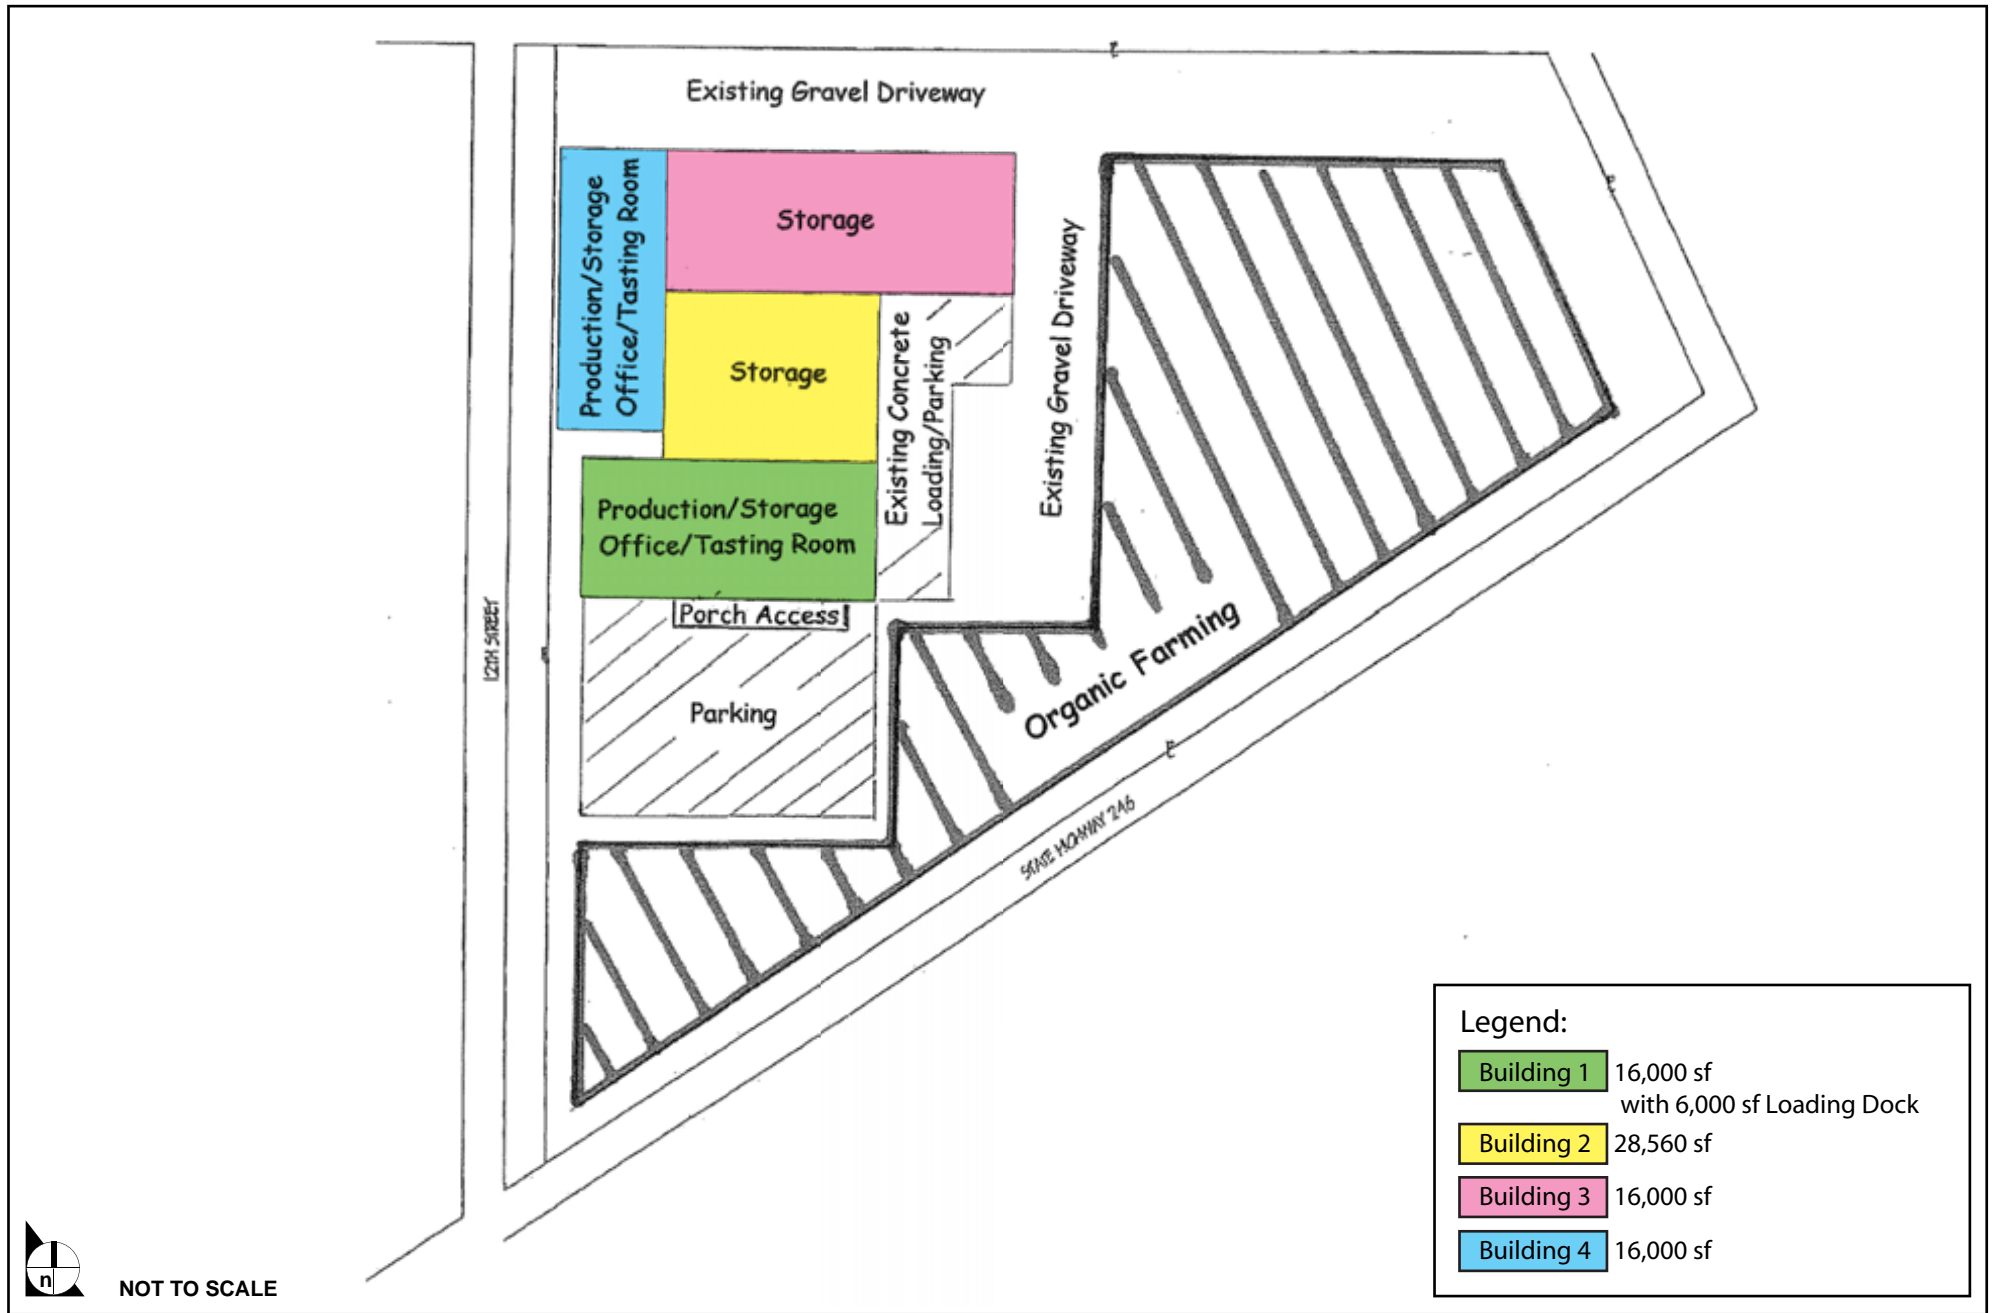 Existing Gravel Driveway
Production/Storage
Office/Tasting Room
Storage
Storage
Existing Concrete
Loading/Parking
Existing Gravel Driveway
Production/Storage
Office/Tasting Room
Porch Access
Parking
Organic Farming
12TH STREET
STATE HIGHWAY 246
Legend:
Building 1 16,000 sf
with 6,000 sf Loading Dock
Building 2 28,560 sf
Building 3 16,000 sf
Building 4 16,000 sf
n
NOT TO SCALE